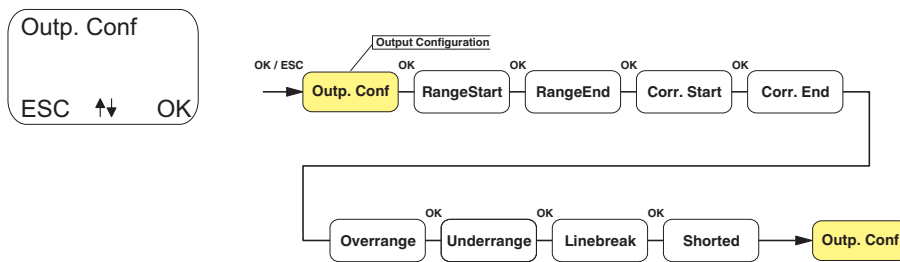 Outp. Conf
ESC OK
Output Configuration
OK / ESC OK OK OK OK
Outp. Conf RangeStart RangeEnd Corr. Start Corr. End
OK OK OK
Overrange Underrange Linebreak Shorted Outp. Conf